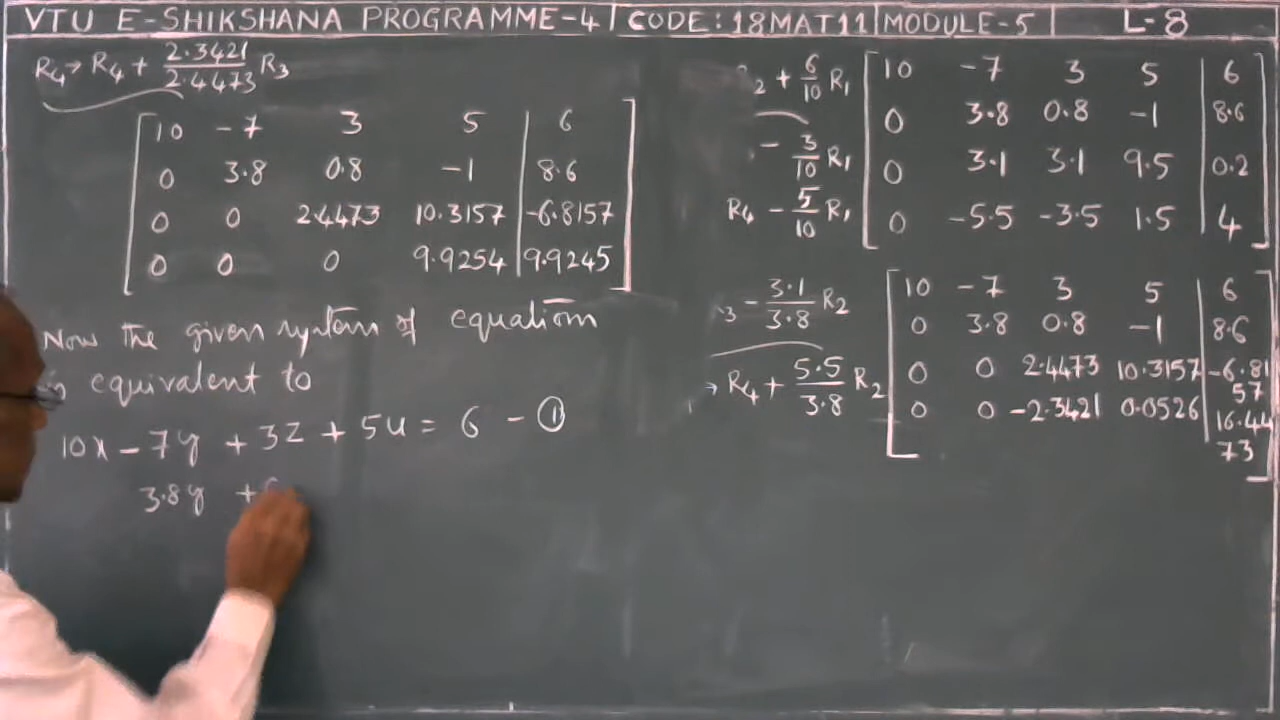 VTU E-SHIKSHANA PROGRAMME-4 | CODE:18MAT11 | MODULE-5 | L-8
R4→R4 + 2.3421/2.4473 R3
10 -7 3 5 | 6
0 3.8 0.8 -1 | 8.6
0 0 2.4473 10.3157 | -6.8157
0 0 0 9.9254 | 9.9245
Now the given system of equation
is equivalent to
10x - 7y + 3z + 5u = 6 - ①
3.8y +
2 + 6/10 R1
- 3/10 R1
R4 - 5/10 R1
10 -7 3 5 | 6
0 3.8 0.8 -1 | 8.6
0 3.1 3.1 9.5 | 0.2
0 -5.5 -3.5 1.5 | 4
3 - 3.1/3.8 R2
→ R4 + 5.5/3.8 R2
10 -7 3 5 | 6
0 3.8 0.8 -1 | 8.6
0 0 2.4473 10.3157 | -6.81
57
0 0 -2.3421 0.0526 | 16.44
73